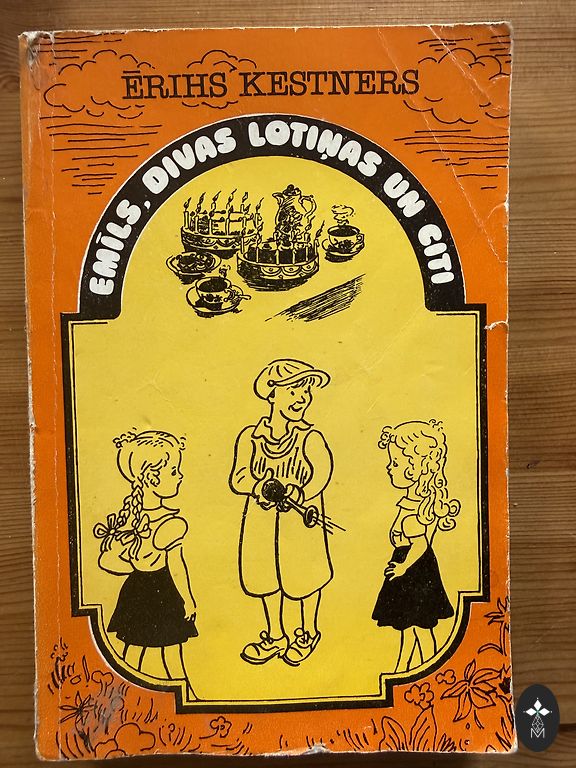 ĒRIHS KESTNERS
EMĪLS, DIVAS LOTIŅAS UN CITI